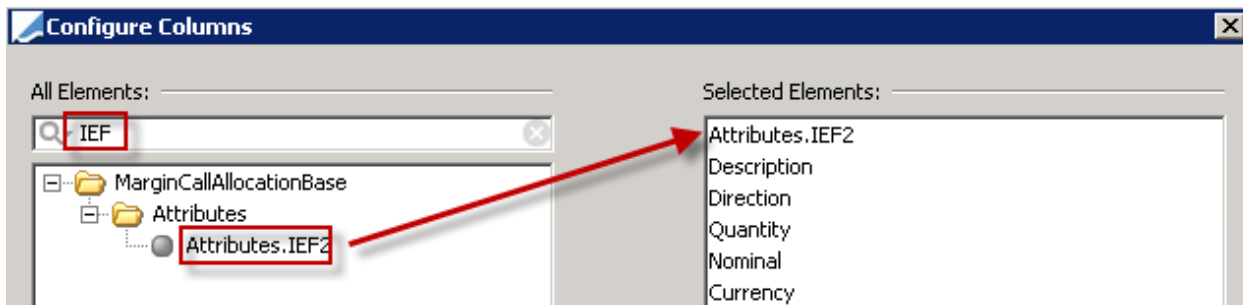 Configure Columns
All Elements:
IEF
MarginCallAllocationBase
Attributes
Attributes.IEF2
Selected Elements:
Attributes.IEF2
Description
Direction
Quantity
Nominal
Currency